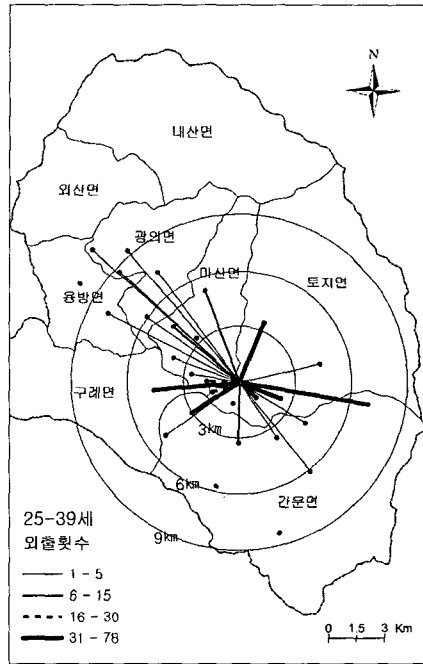 N
내산면
외산면
광의면
마산면
토지면
용방면
구례면
3km
6km
간문면
9km
25-39세
외출횟수
1 - 5
6 - 15
16 - 30
31 - 78
0 1.5 3 Km